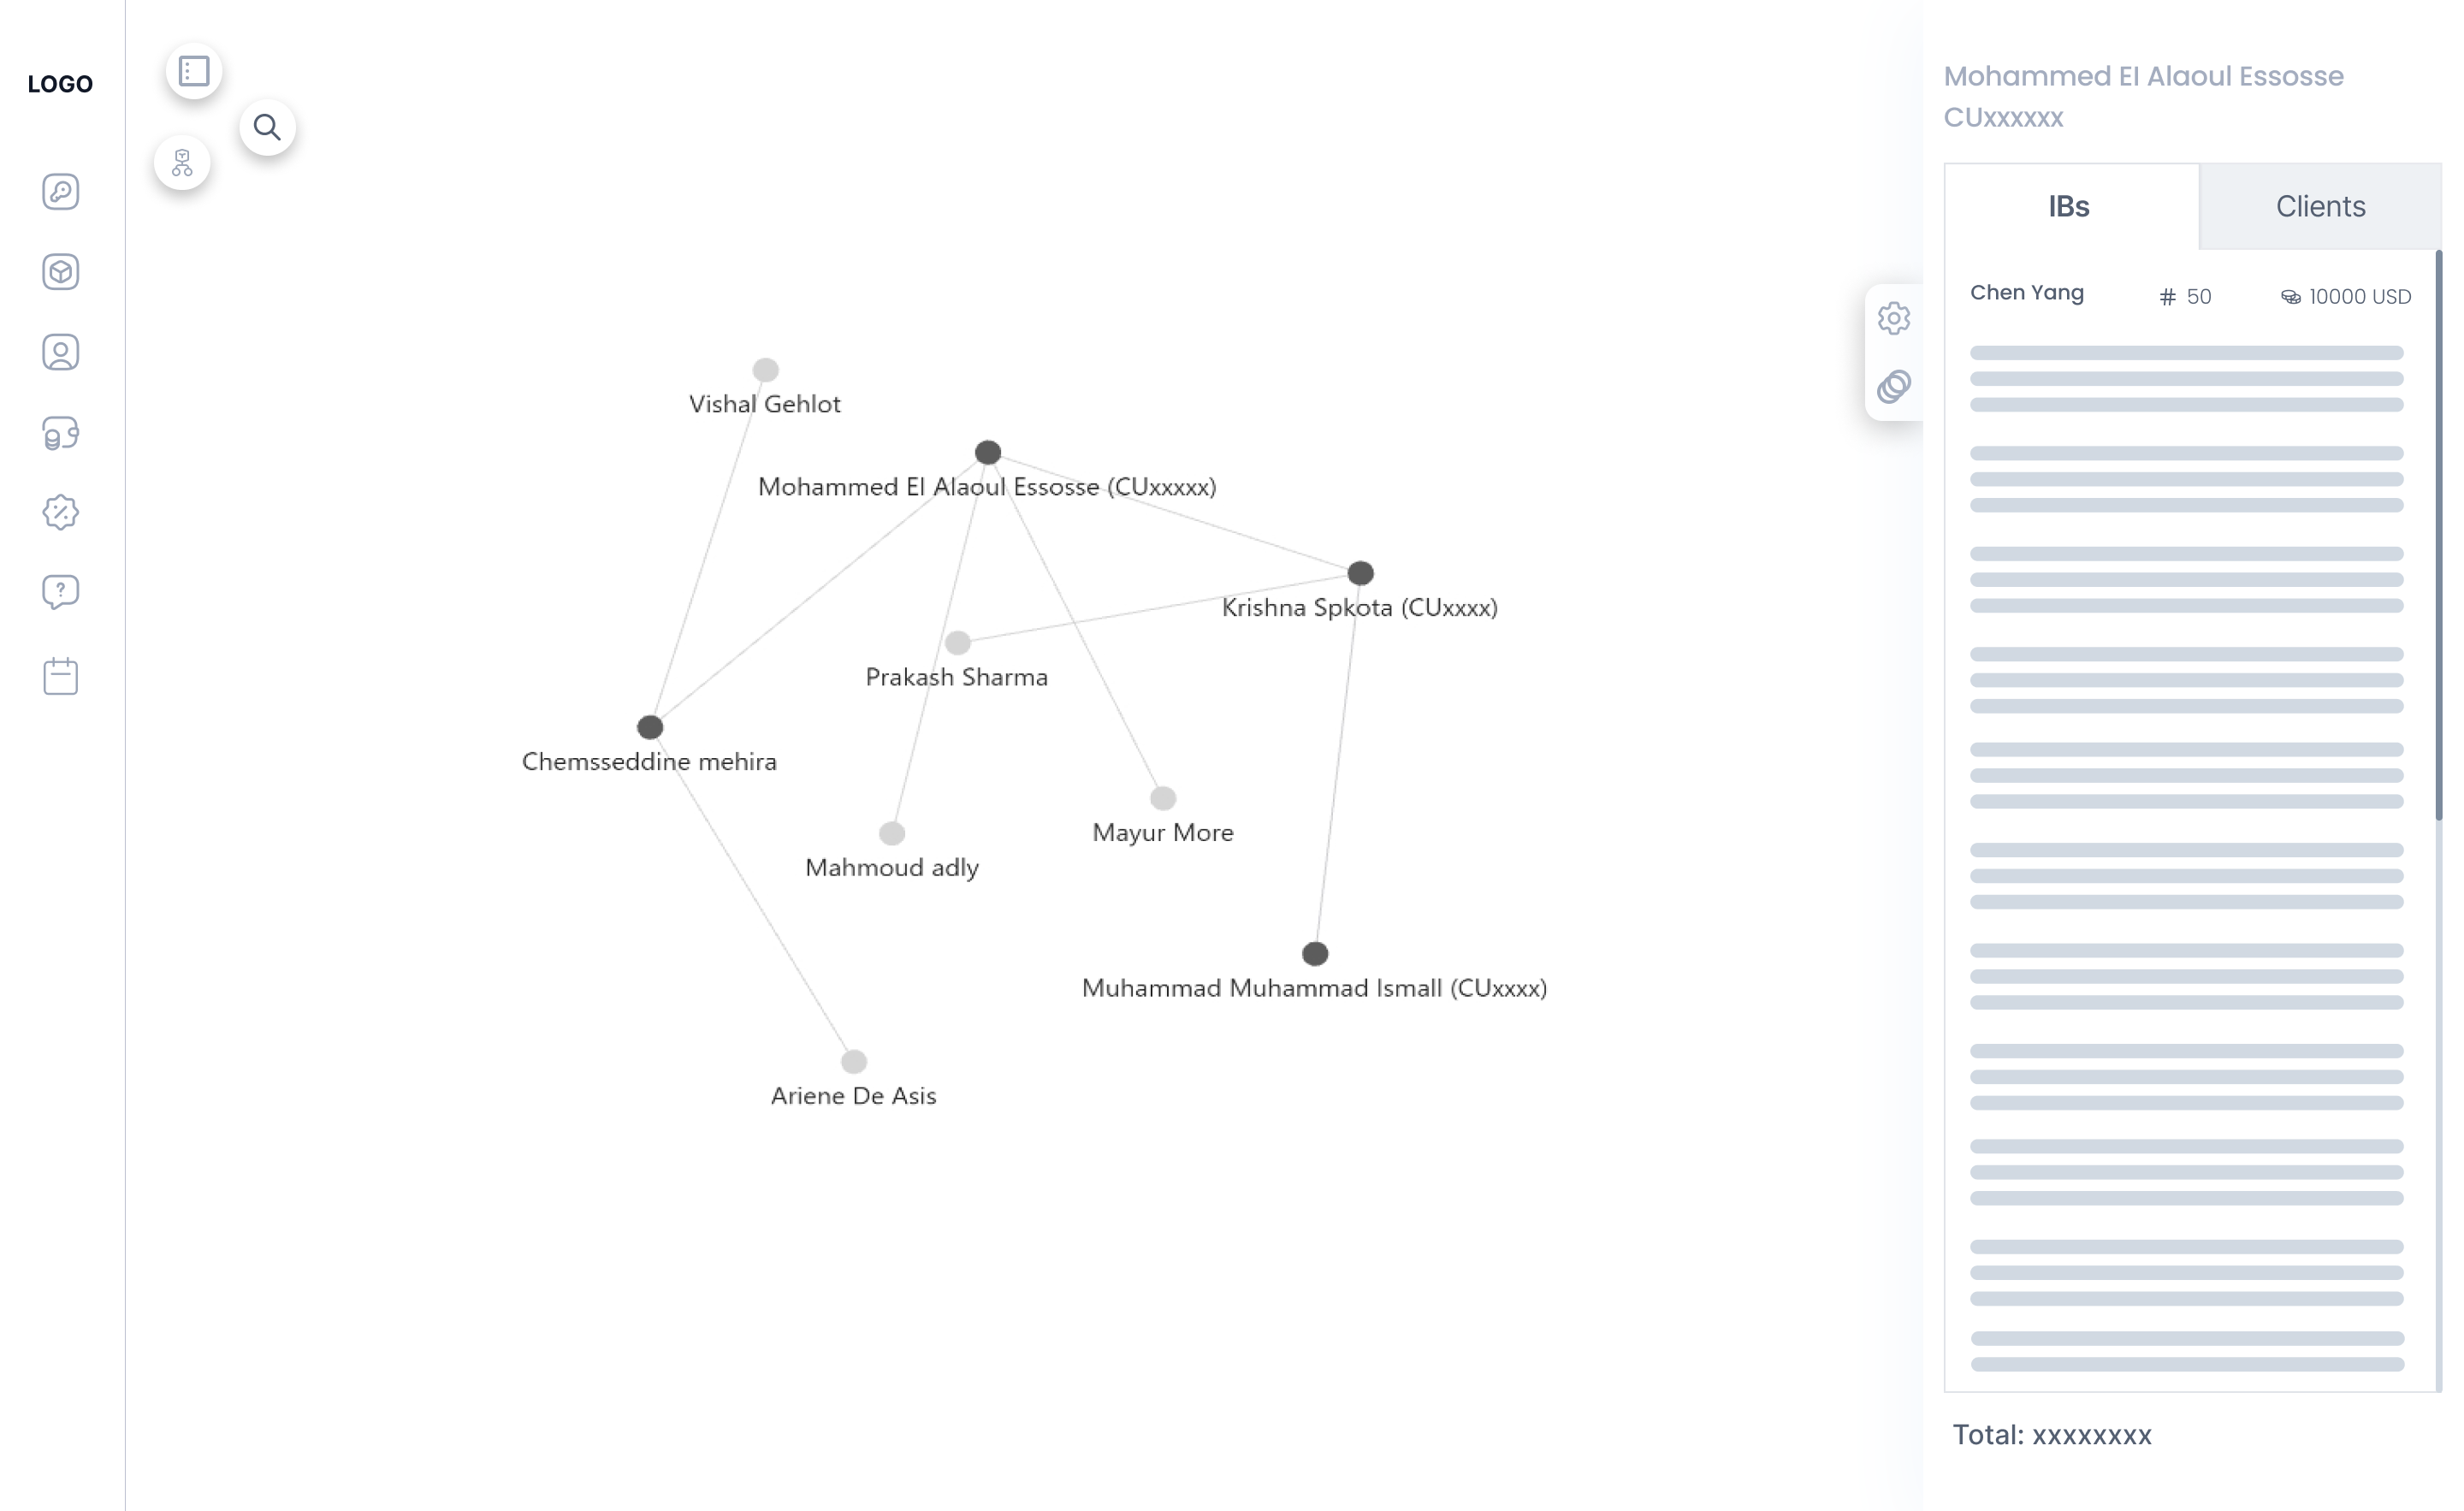 LOGO
Vishal Gehlot
Mohammed El Alaoul Essosse (CUxxxxx)
Krishna Spkota (CUxxxx)
Prakash Sharma
Chemsseddine mehira
Mayur More
Mahmoud adly
Muhammad Muhammad Ismall (CUxxxx)
Ariene De Asis
Mohammed EI Alaoul Essosse
CUxxxxxx
IBs Clients
Chen Yang # 50 10000 USD
Total: xxxxxxxx